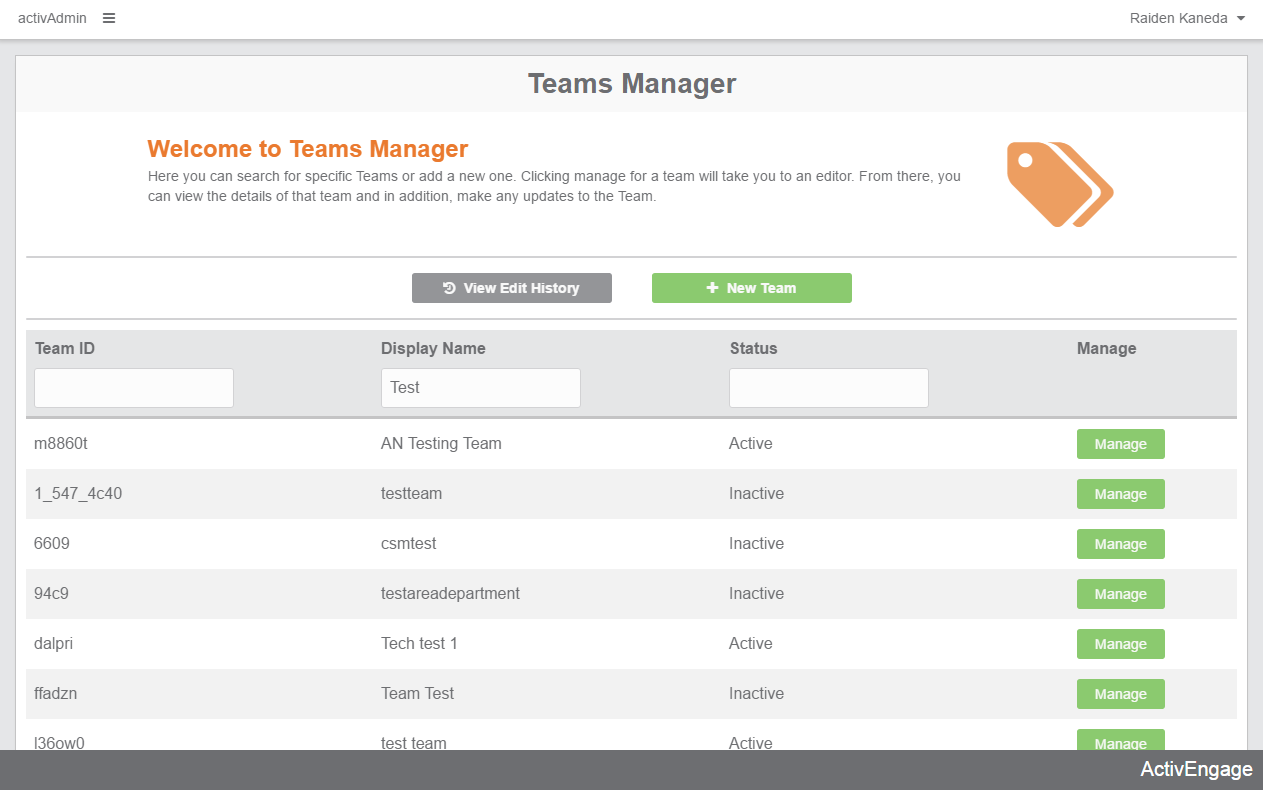 activAdmin
Raiden Kaneda
Teams Manager
Welcome to Teams Manager
Here you can search for specific Teams or add a new one. Clicking manage for a team will take you to an editor. From there, you
can view the details of that team and in addition, make any updates to the Team.
View Edit History
New Team
Team ID Display Name Status Manage
Test
m8860t AN Testing Team Active Manage
1_547_4c40 testteam Inactive Manage
6609 csmtest Inactive Manage
94c9 testareadepartment Inactive Manage
dalpri Tech test 1 Active Manage
ffadzn Team Test Inactive Manage
l36ow0 test team Active Manage
ActivEngage